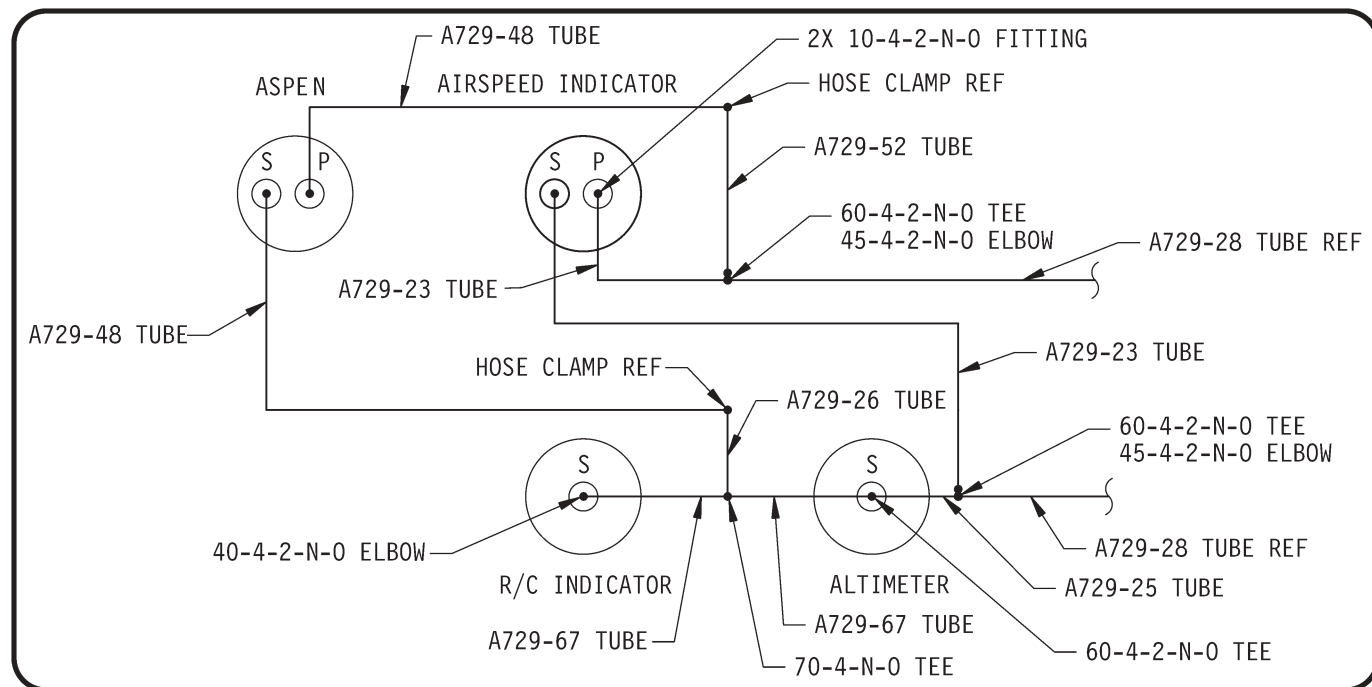 A729-48 TUBE
2X 10-4-2-N-O FITTING
ASPEN
AIRSPEED INDICATOR
HOSE CLAMP REF
S P
S P
A729-52 TUBE
60-4-2-N-O TEE
45-4-2-N-O ELBOW
A729-28 TUBE REF
A729-23 TUBE
A729-48 TUBE
A729-23 TUBE
HOSE CLAMP REF
A729-26 TUBE
60-4-2-N-O TEE
45-4-2-N-O ELBOW
S
S
40-4-2-N-O ELBOW
A729-28 TUBE REF
R/C INDICATOR
ALTIMETER
A729-25 TUBE
A729-67 TUBE
A729-67 TUBE
70-4-N-O TEE
60-4-2-N-O TEE